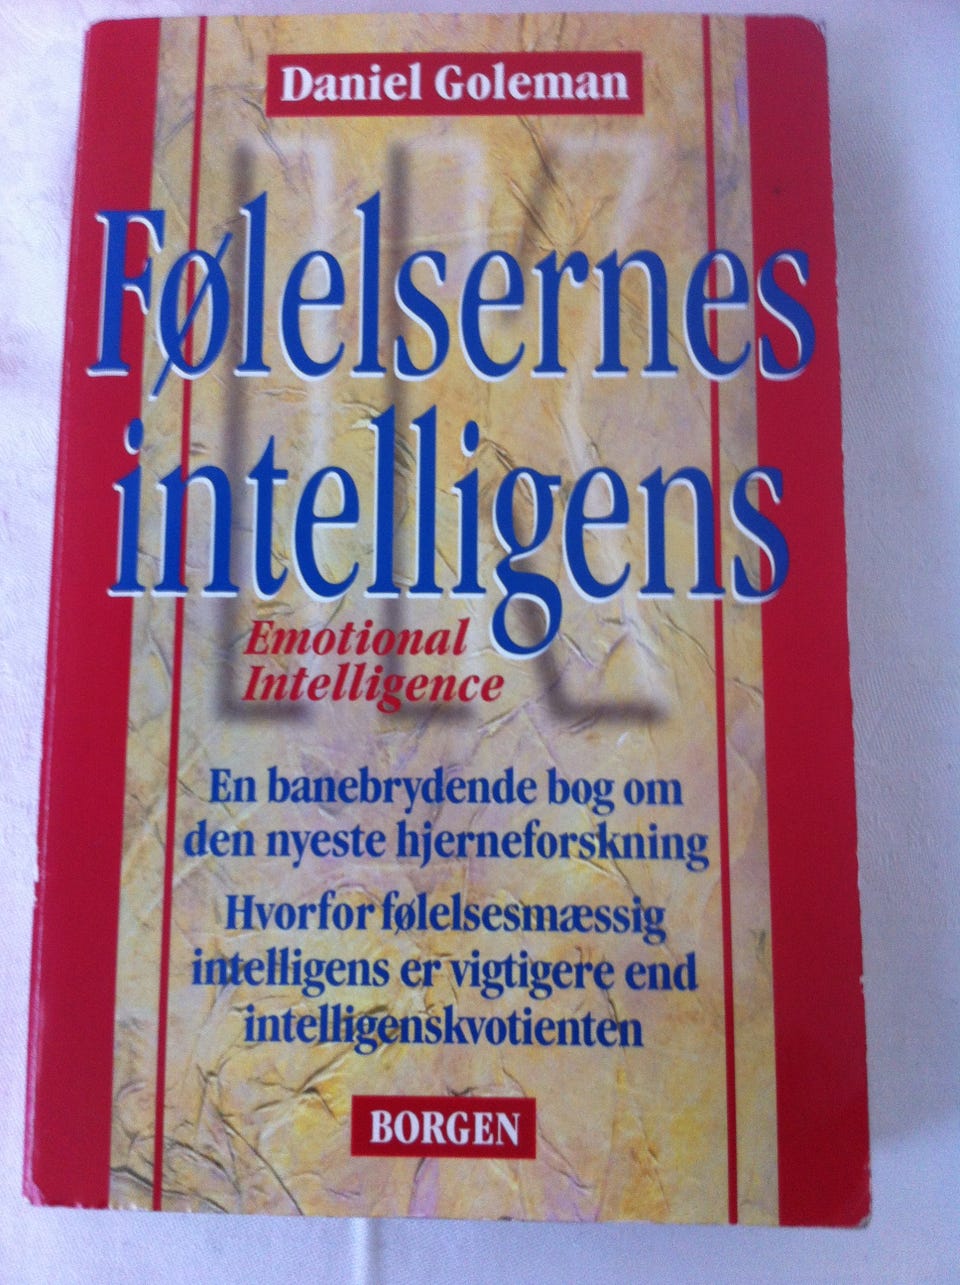 Daniel Goleman
Følelsernes
intelligens
Emotional
Intelligence
En banebrydende bog om
den nyeste hjerneforskning
Hvorfor følelsesmæssig
intelligens er vigtigere end
intelligenskvotienten
BORGEN